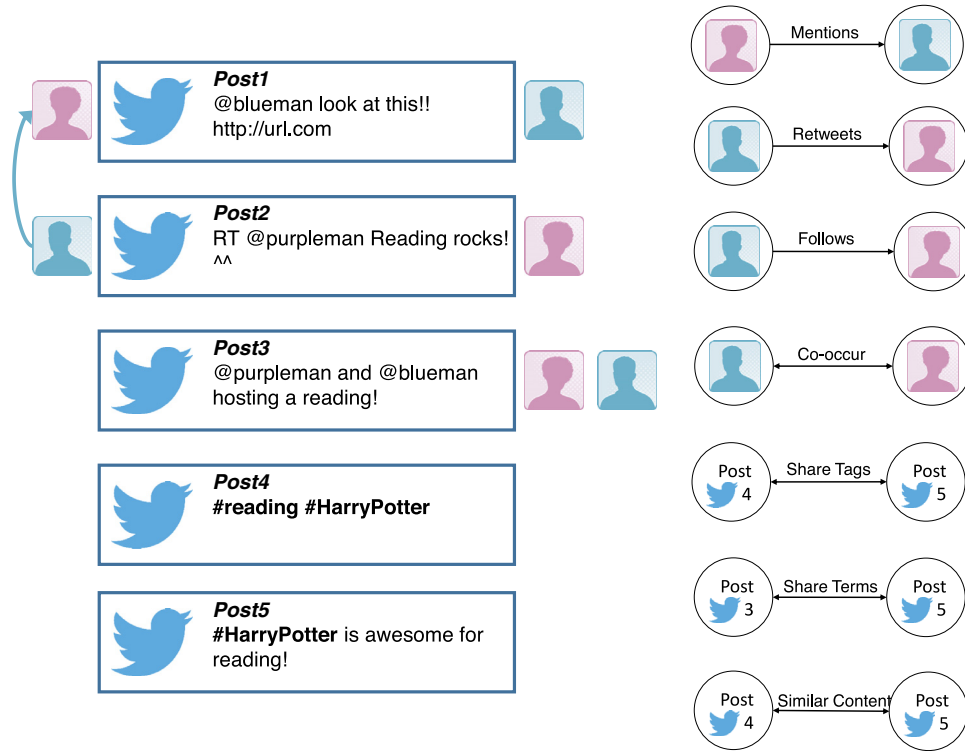 Post1
@blueman look at this!!
http://url.com
Post2
RT @purpleman Reading rocks!
^^
Post3
@purpleman and @blueman
hosting a reading!
Post4
#reading #HarryPotter
Post5
#HarryPotter is awesome for
reading!
Mentions
Retweets
Follows
Co-occur
Post
4
Share Tags
Post
5
Post
3
Share Terms
Post
5
Post
4
Similar Content
Post
5